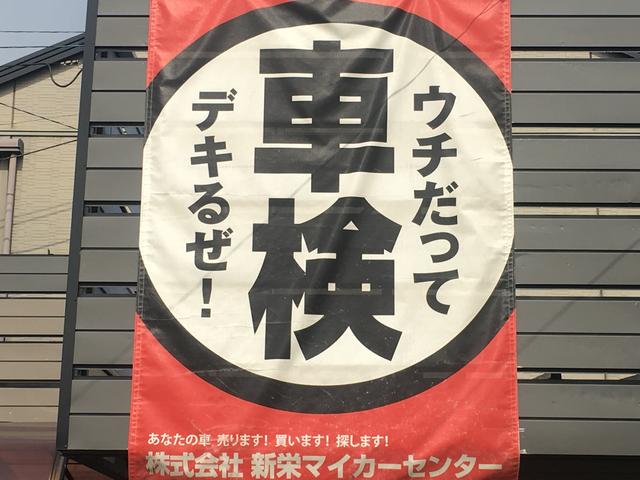 ウチだって
車検
デキるぜ!
あなたの車 売ります! 買います! 探します!
株式会社 新栄マイカーセンター